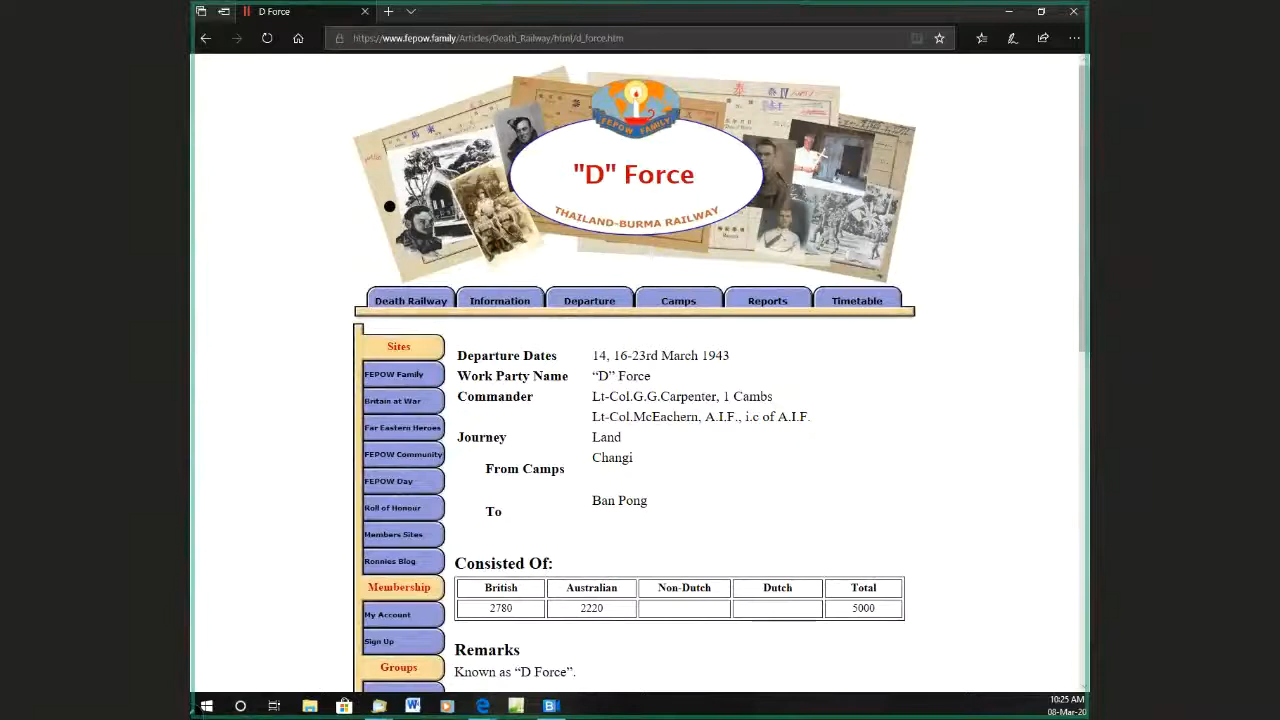 D Force
https://www.fepow.family/Articles/Death_Railway/html/d_force.htm
FEPOW FAMILY
"D" Force
THAILAND-BURMA RAILWAY
Death Railway
Information
Departure
Camps
Reports
Timetable
Sites
FEPOW Family
Britain at War
Far Eastern Heroes
FEPOW Community
FEPOW Day
Roll of Honour
Members Sites
Ronnies Blog
Membership
My Account
Sign Up
Groups
Departure Dates 14, 16-23rd March 1943
Work Party Name “D” Force
Commander Lt-Col.G.G.Carpenter, 1 Cambs
Lt-Col.McEachern, A.I.F., i.c of A.I.F.
Journey Land
From Camps Changi
To Ban Pong
Consisted Of:
British Australian Non-Dutch Dutch Total
2780 2220 5000
Remarks
Known as “D Force”.
10:25 AM
08-Mar-20